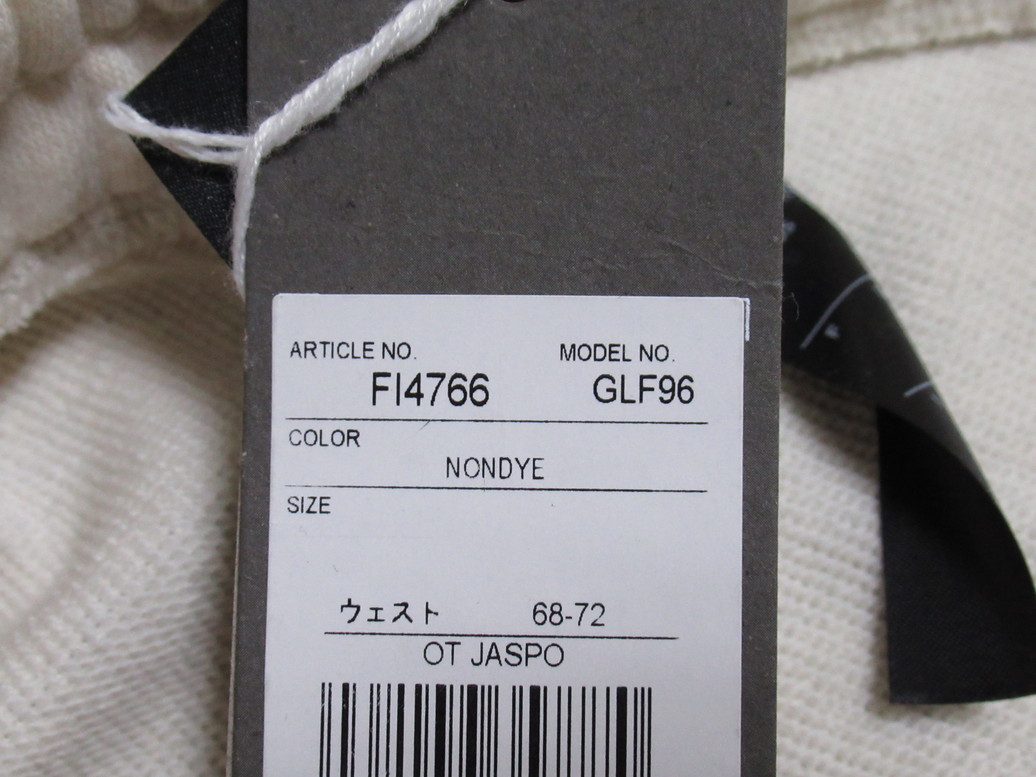 ARTICLE NO. MODEL NO.
FI4766 GLF96
COLOR
NONDYE
SIZE
ウェスト 68-72
OT JASPO